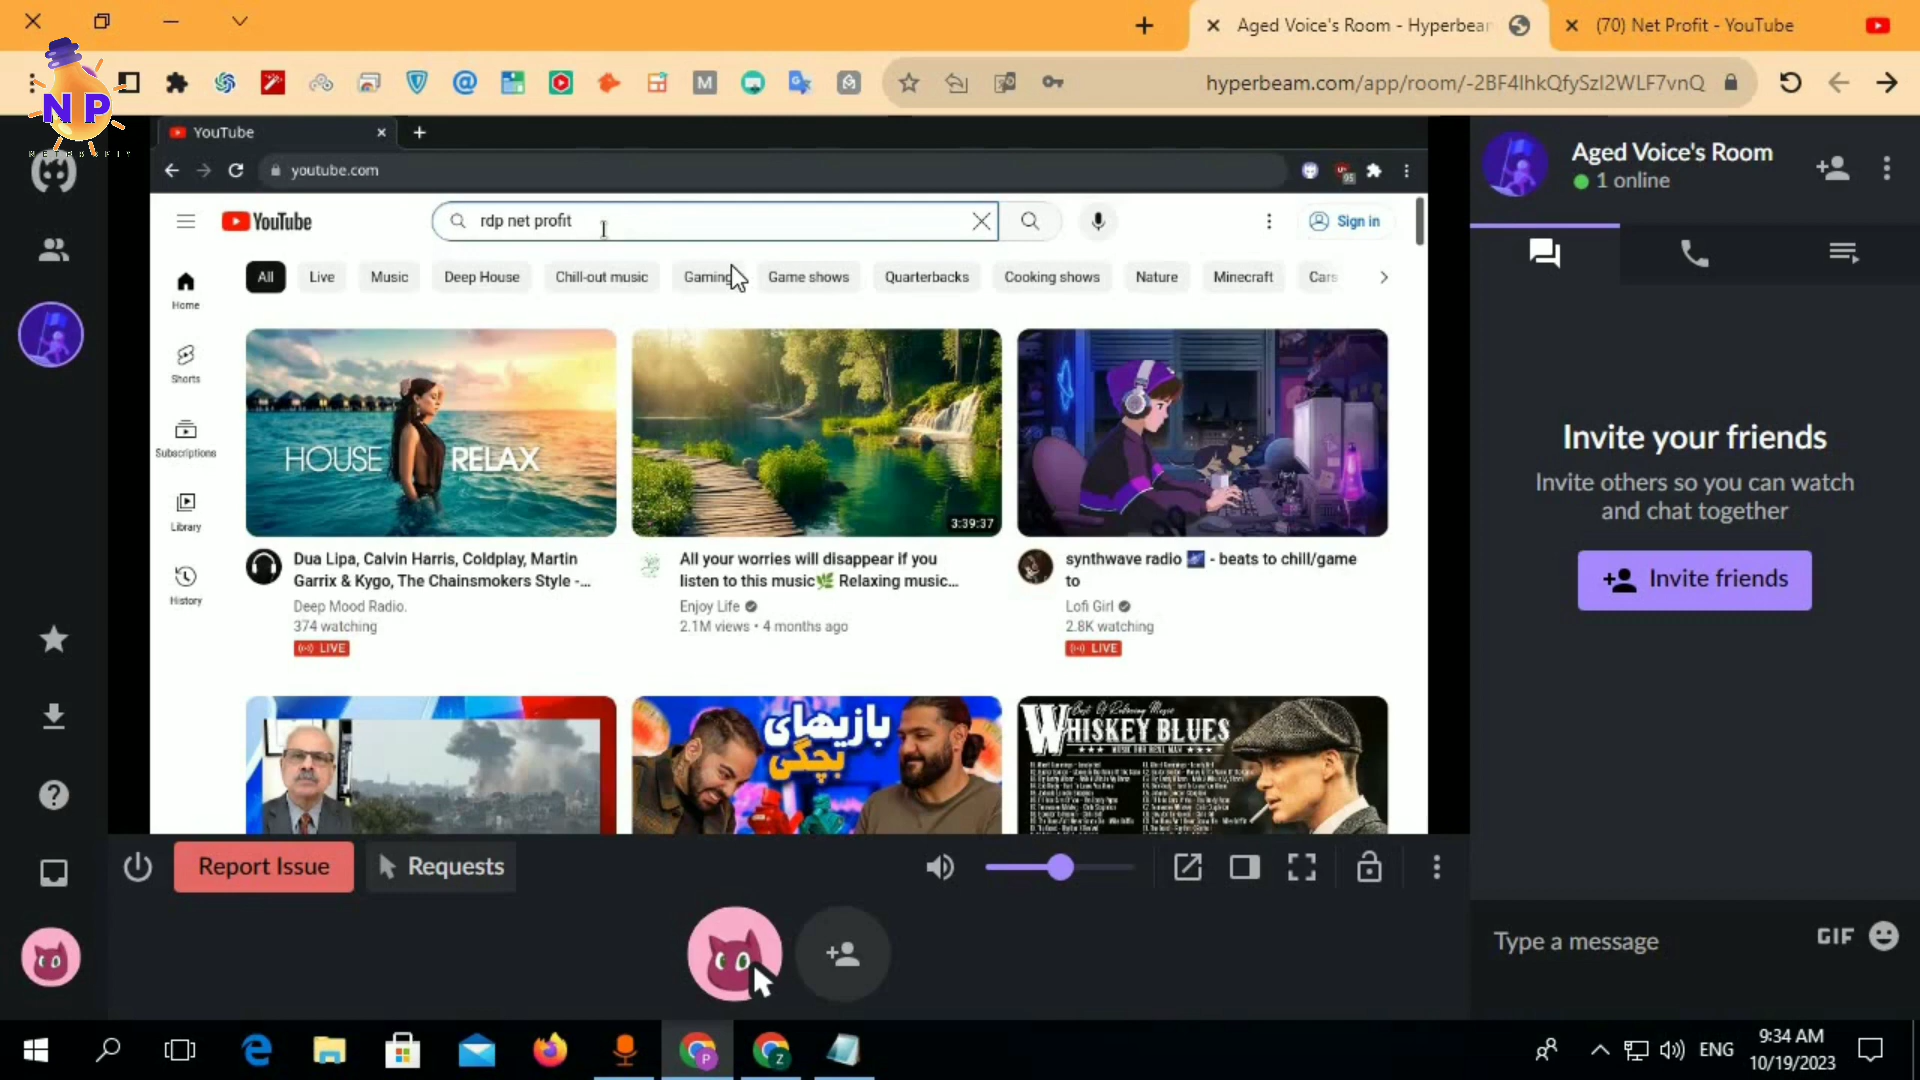 Aged Voice's Room - Hyperbeam
(70) Net Profit - YouTube
NP
hyperbeam.com/app/room/-2BF4IhkQfySzI2WLF7vnQ
YouTube
youtube.com
95
YouTube
rdp net profit
Sign in
All
Live
Music
Deep House
Chill-out music
Gaming
Game shows
Quarterbacks
Cooking shows
Nature
Minecraft
Cars
Home
Shorts
Subscriptions
Library
History
HOUSE RELAX
3:39:37
Dua Lipa, Calvin Harris, Coldplay, Martin
Garrix & Kygo, The Chainsmokers Style -...
Deep Mood Radio.
374 watching
LIVE
All your worries will disappear if you
listen to this music🌿 Relaxing music...
Enjoy Life
2.1M views • 4 months ago
synthwave radio 🌌 - beats to chill/game
to
Lofi Girl
2.8K watching
LIVE
بازیهای
بچگی
Best Of Relaxing Music
WHISKEY BLUES
Aged Voice's Room
1 online
Invite your friends
Invite others so you can watch
and chat together
Invite friends
Report Issue
Requests
Type a message
GIF
P
Z
ENG
9:34 AM
10/19/2023